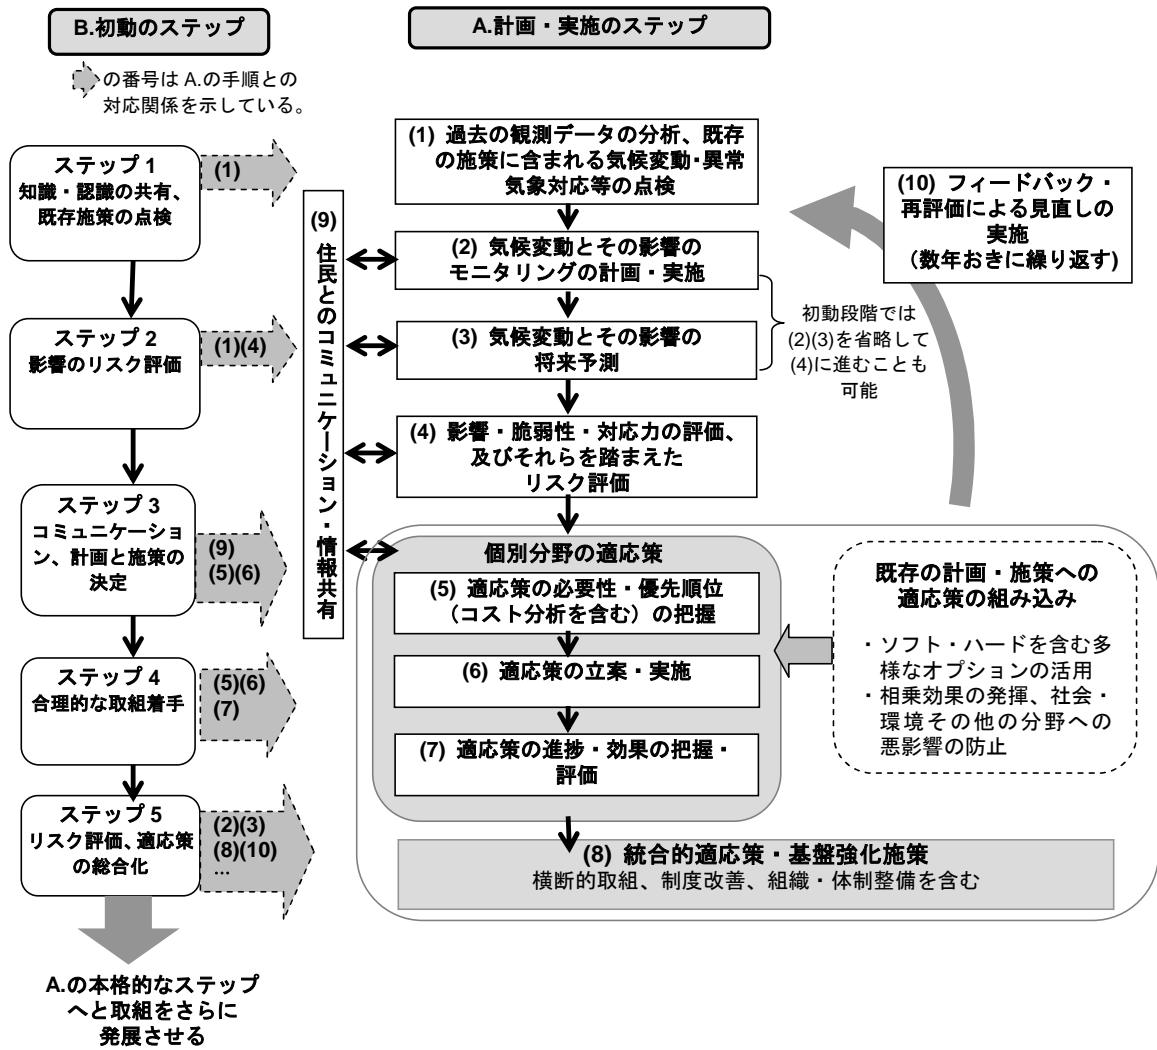 B.初動のステップ
の番号は A.の手順との
対応関係を示している。
ステップ 1
知識・認識の共有、
既存施策の点検
(1)
ステップ 2
影響のリスク評価
(1)(4)
ステップ 3
コミュニケーショ
ン、計画と施策の
決定
(9)
(5)(6)
ステップ 4
合理的な取組着手
(5)(6)
(7)
ステップ 5
リスク評価、適応策
の総合化
(2)(3)
(8)(10)
...
A.の本格的なステップ
へと取組をさらに
発展させる
(9) 住民とのコミュニケーション・情報共有
A.計画・実施のステップ
(1) 過去の観測データの分析、既存
の施策に含まれる気候変動・異常
気象対応等の点検
(2) 気候変動とその影響の
モニタリングの計画・実施
(3) 気候変動とその影響の
将来予測
初動段階では
(2)(3)を省略して
(4)に進むことも
可能
(4) 影響・脆弱性・対応力の評価、
及びそれらを踏まえた
リスク評価
個別分野の適応策
(5) 適応策の必要性・優先順位
（コスト分析を含む）の把握
(6) 適応策の立案・実施
(7) 適応策の進捗・効果の把握・
評価
(8) 統合的適応策・基盤強化施策
横断的取組、制度改善、組織・体制整備を含む
(10) フィードバック・
再評価による見直しの
実施
（数年おきに繰り返す)
既存の計画・施策への
適応策の組み込み
・ソフト・ハードを含む多
様なオプションの活用
・相乗効果の発揮、社会・
環境その他の分野への
悪影響の防止